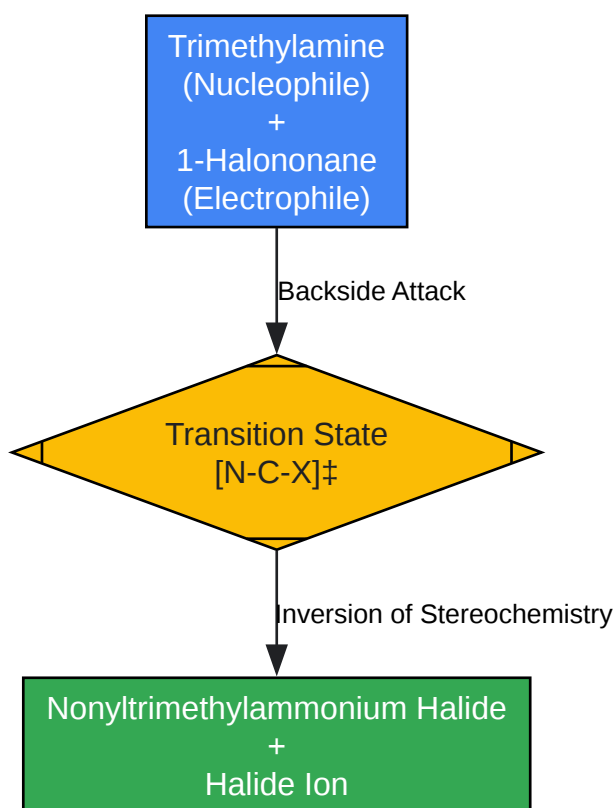 Trimethylamine
(Nucleophile)
+
1-Halononane
(Electrophile)
Backside Attack
Transition State
[N-C-X]‡
Inversion of Stereochemistry
Nonyltrimethylammonium Halide
+
Halide Ion